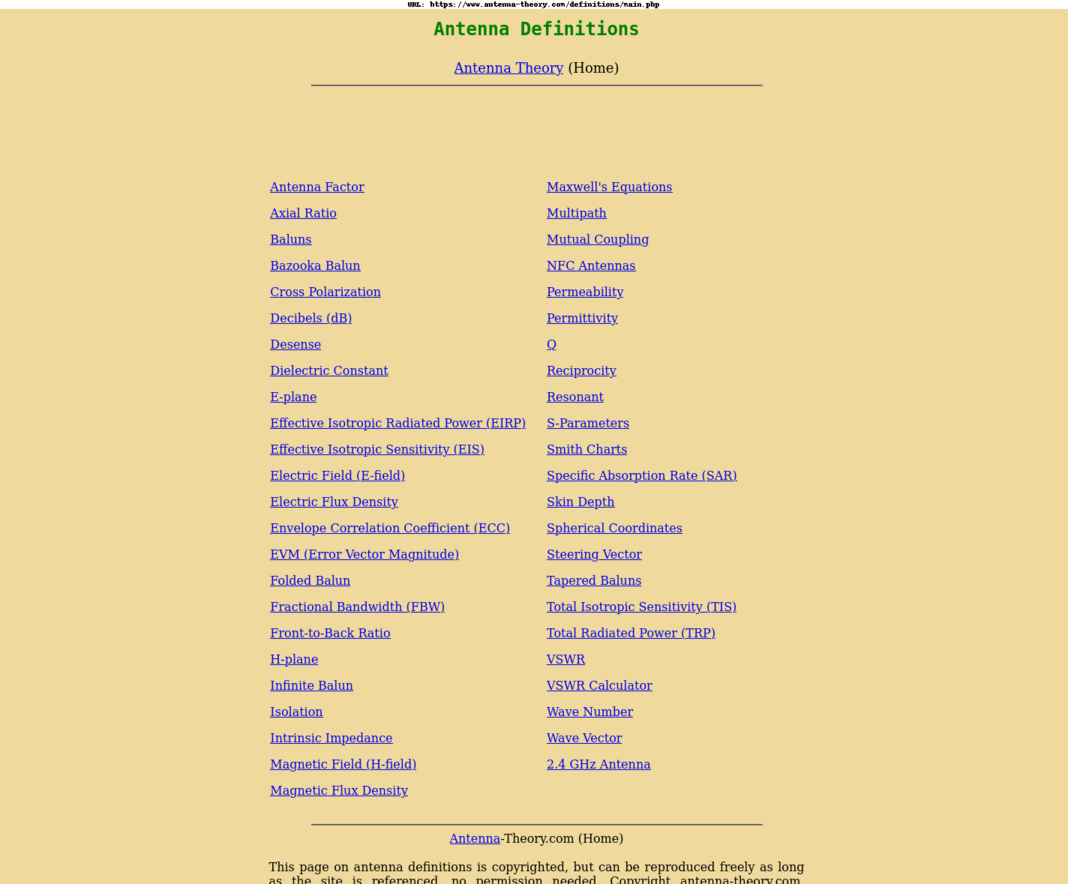 URL: https://www.antenna-theory.com/definitions/main.php
Antenna Definitions
Antenna Theory (Home)
Antenna Factor
Axial Ratio
Baluns
Bazooka Balun
Cross Polarization
Decibels (dB)
Desense
Dielectric Constant
E-plane
Effective Isotropic Radiated Power (EIRP)
Effective Isotropic Sensitivity (EIS)
Electric Field (E-field)
Electric Flux Density
Envelope Correlation Coefficient (ECC)
EVM (Error Vector Magnitude)
Folded Balun
Fractional Bandwidth (FBW)
Front-to-Back Ratio
H-plane
Infinite Balun
Isolation
Intrinsic Impedance
Magnetic Field (H-field)
Magnetic Flux Density
Maxwell's Equations
Multipath
Mutual Coupling
NFC Antennas
Permeability
Permittivity
Q
Reciprocity
Resonant
S-Parameters
Smith Charts
Specific Absorption Rate (SAR)
Skin Depth
Spherical Coordinates
Steering Vector
Tapered Baluns
Total Isotropic Sensitivity (TIS)
Total Radiated Power (TRP)
VSWR
VSWR Calculator
Wave Number
Wave Vector
2.4 GHz Antenna
Antenna-Theory.com (Home)
This page on antenna definitions is copyrighted, but can be reproduced freely as long
as the site is referenced, no permission needed. Copyright antenna-theory.com,